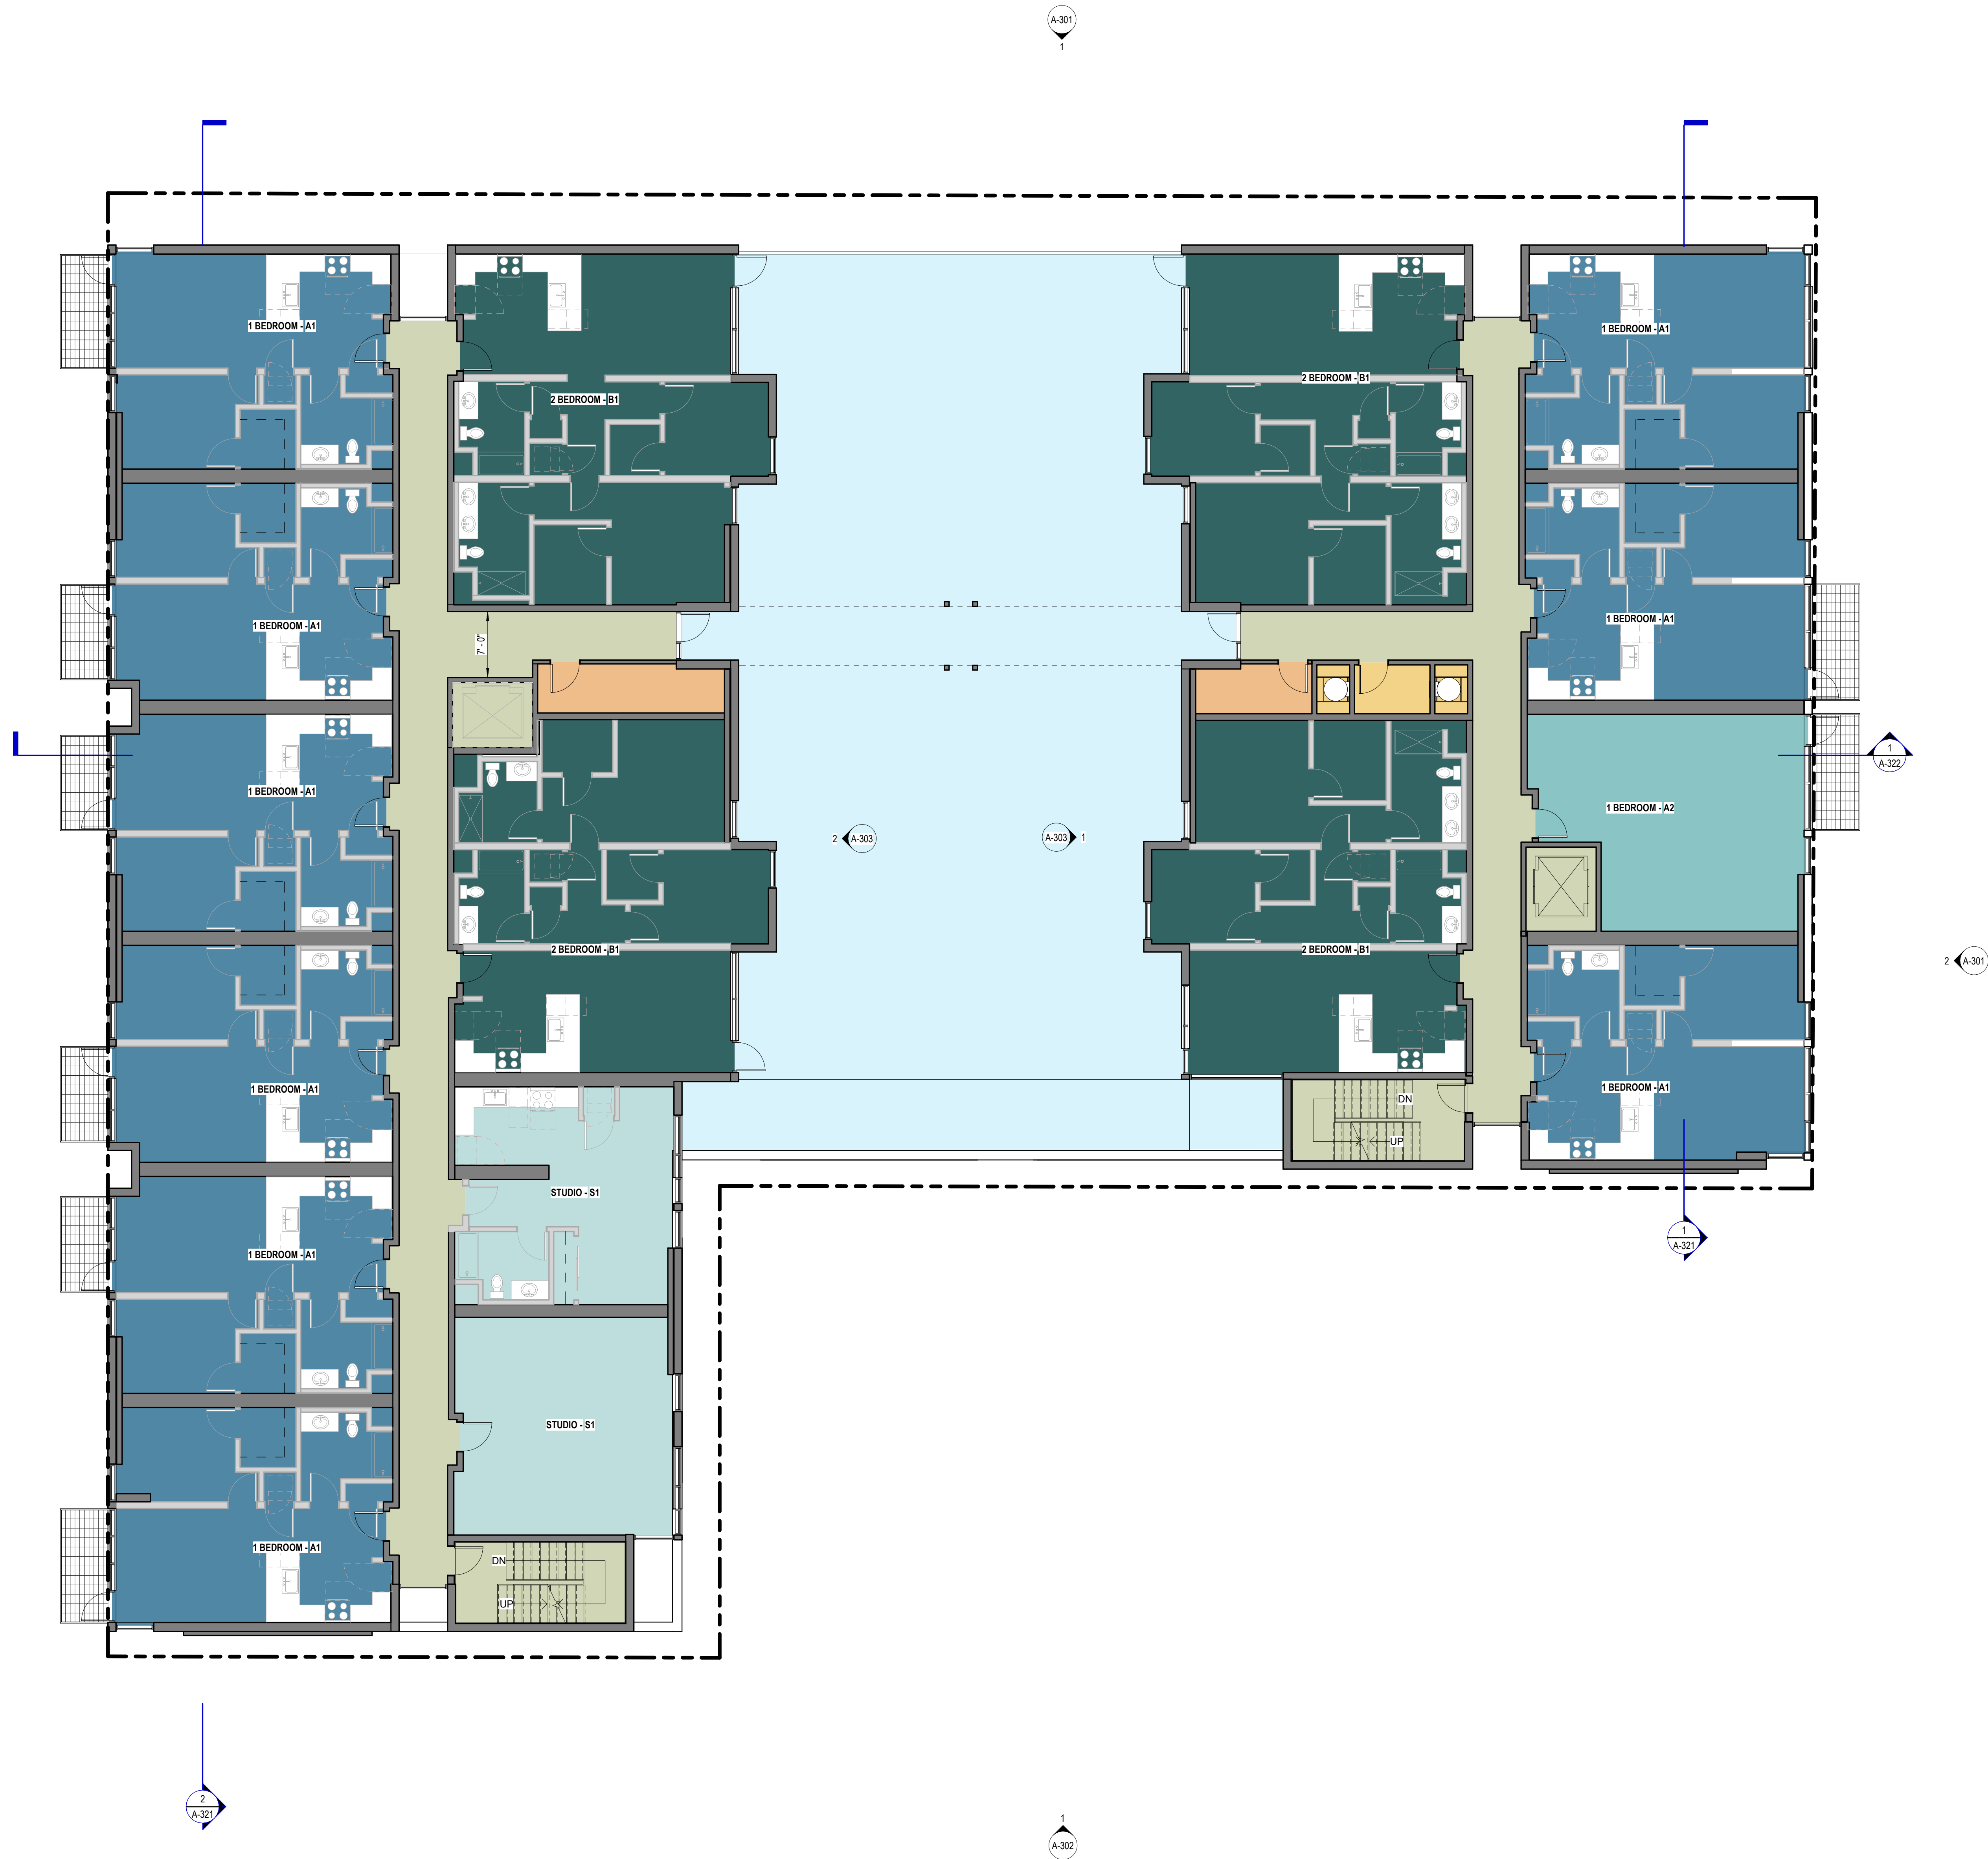 A-301
1
1 BEDROOM - A1
1 BEDROOM - A1
2 BEDROOM - B1
2 BEDROOM - B1
1 BEDROOM - A1
1 BEDROOM - A1
7' - 0"
1
A-322
1 BEDROOM - A1
1 BEDROOM - A2
2 A-303
A-303 1
2 BEDROOM - B1
2 BEDROOM - B1
2 A-301
1 BEDROOM - A1
1 BEDROOM - A1
DN
UP
STUDIO - S1
1
A-321
1 BEDROOM - A1
STUDIO - S1
1 BEDROOM - A1
DN
UP
2
A-321
1
A-302